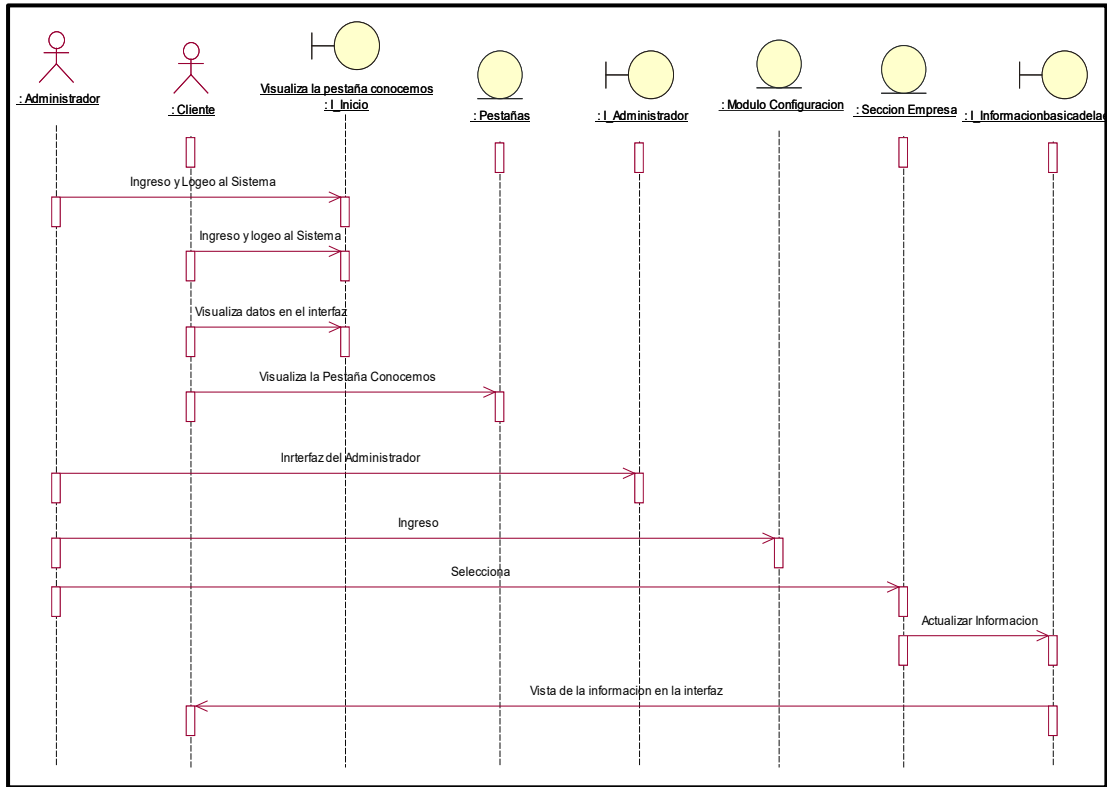 : Administrador
: Cliente
Visualiza la pestaña conocemos
: I_Inicio
: Pestañas
: I_Administrador
: Modulo Configuracion
: Seccion Empresa
: I_Informacionbasicadelae
Ingreso y Logeo al Sistema
Ingreso y logeo al Sistema
Visualiza datos en el interfaz
Visualiza la Pestaña Conocemos
Inrterfaz del Administrador
Ingreso
Selecciona
Actualizar Informacion
Vista de la informacion en la interfaz